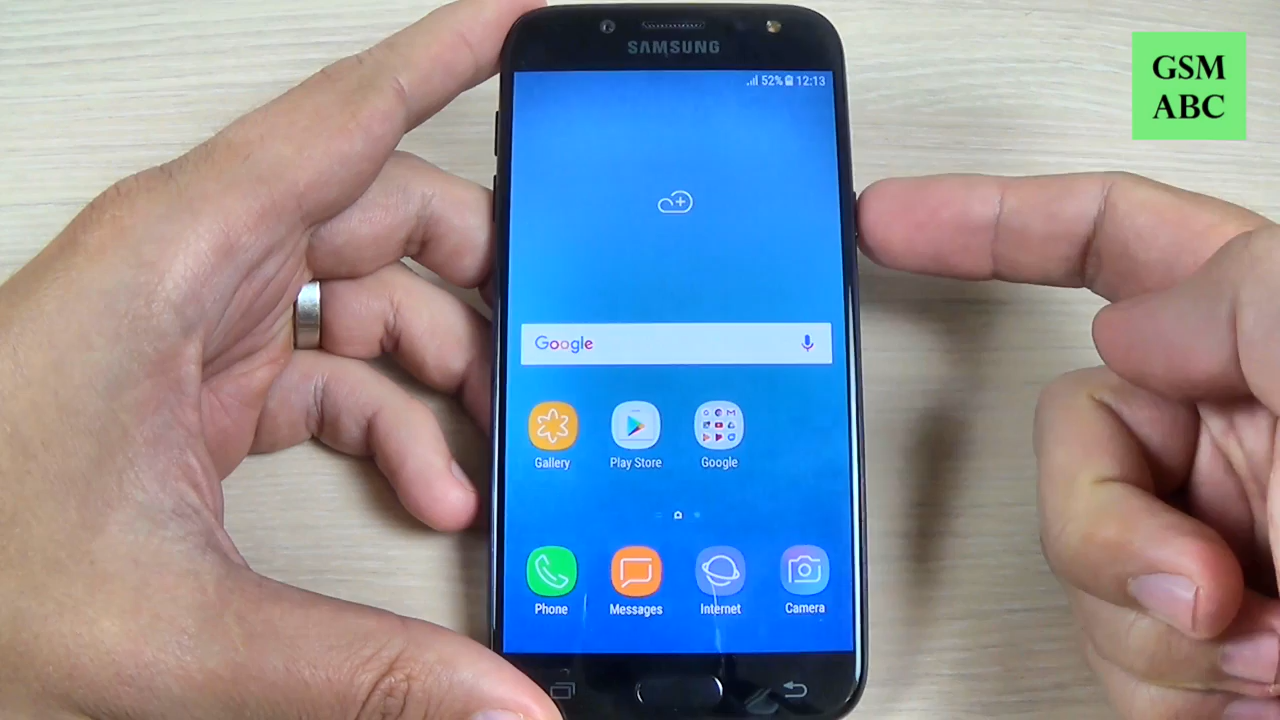 SAMSUNG
52% 12:13
GSM
ABC
Google
Gallery
Play Store
Google
Phone
Messages
Internet
Camera